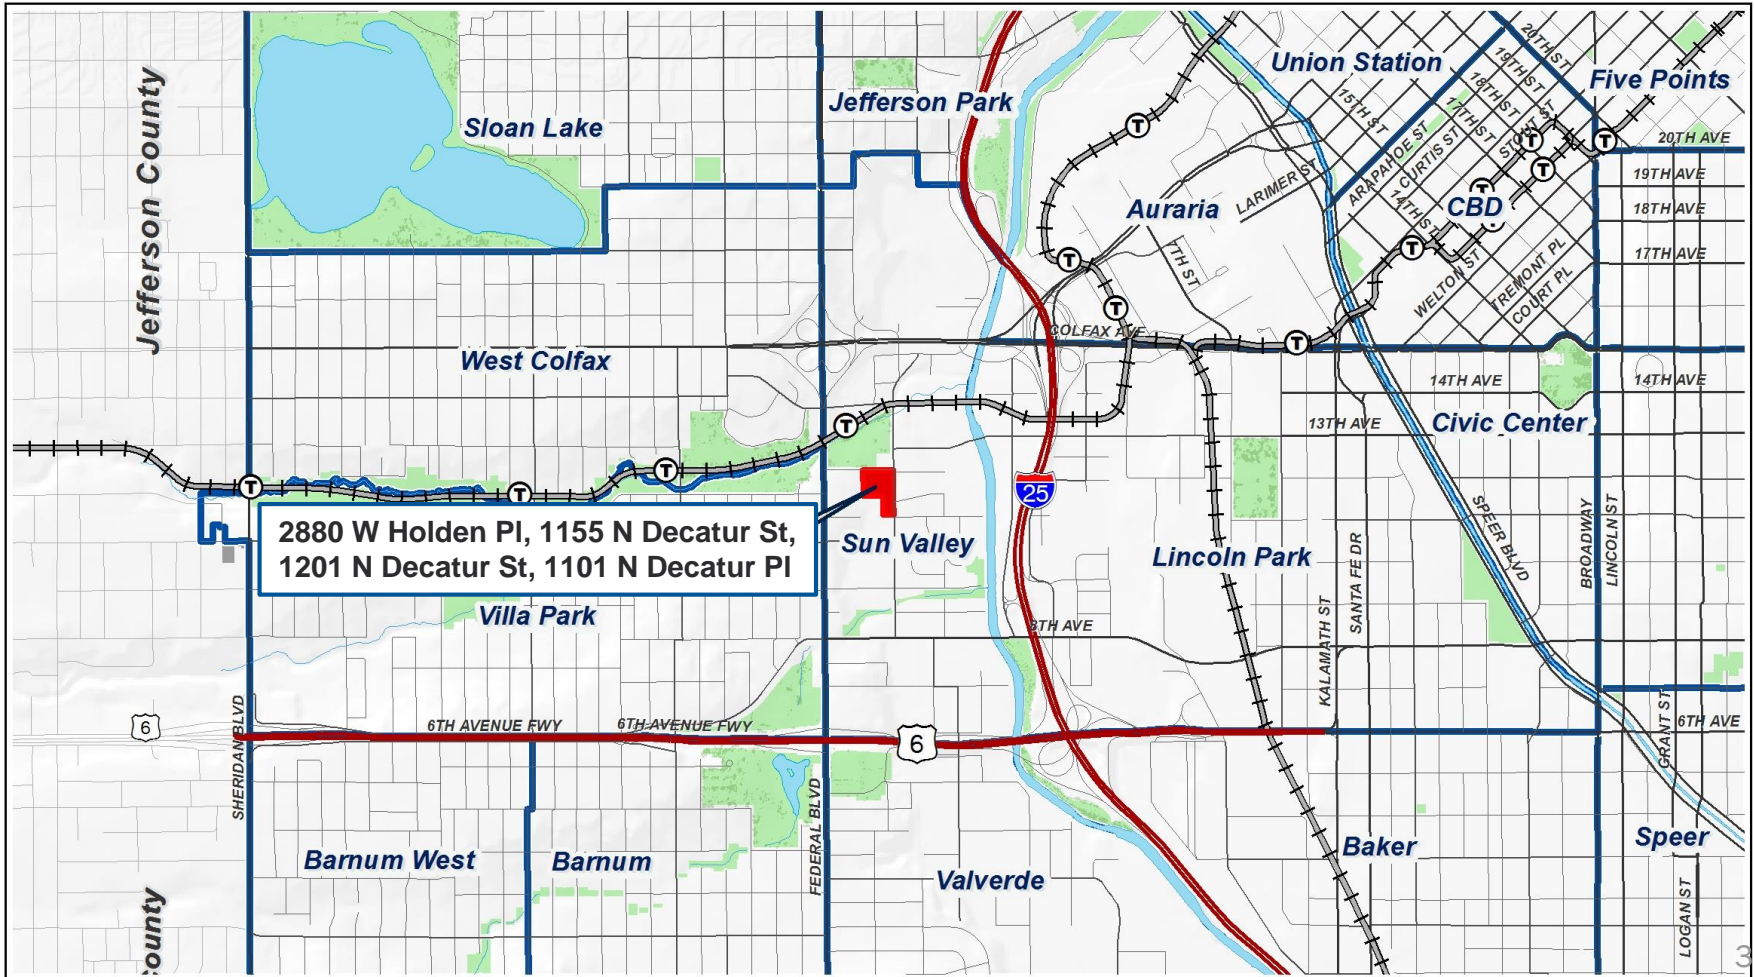 Union Station
20TH ST
19TH ST
18TH ST
17TH ST
15TH ST
Five Points
Jefferson County
Sloan Lake
Jefferson Park
STOUT ST
20TH AVE
ARAPAHOE ST
CURTIS ST
19TH AVE
LARIMER ST
Auraria
14TH ST
CBD
18TH AVE
7TH ST
17TH AVE
WELTON ST
TREMONT PL
COURT PL
COLFAX AVE
West Colfax
14TH AVE
14TH AVE
13TH AVE
Civic Center
T
T
T
T
T
T
T
T
T
T
T
T
T
T
25
2880 W Holden Pl, 1155 N Decatur St,
1201 N Decatur St, 1101 N Decatur Pl
Sun Valley
Lincoln Park
SPEER BLVD
BROADWAY
LINCOLN ST
SANTA FE DR
KALAMATH ST
Villa Park
8TH AVE
6
SHERIDAN BLVD
6TH AVENUE FWY
6TH AVENUE FWY
6
6TH AVE
GRANT ST
FEDERAL BLVD
Barnum West
Barnum
Valverde
Baker
Speer
LOGAN ST
County
3